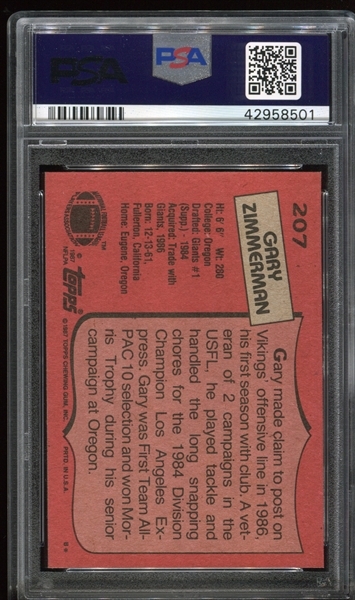 PSA
PSA
42958501
207
GARY
ZIMMERMAN
Ht: 6' 6" Wt: 280
College: Oregon
Drafted: Giants #1
(Supp.) - 1984
Acquired: Trade with
Giants, 1986
Born: 12-13-61,
Fullerton, California
Home: Eugene, Oregon
Gary made claim to post on
Vikings' offensive line in 1986,
his first season with club. A vet-
eran of 2 campaigns in the
USFL, he played tackle and
handled the long snapping
chores for the 1984 Division
Champion Los Angeles Ex-
press. Gary was First Team All-
PAC 10 selection and won Mor-
ris Trophy during his senior
campaign at Oregon.
TM
© 1987
NFLPA
Topps
© 1987 TOPPS CHEWING GUM, INC.
PRTD. IN U.S.A.